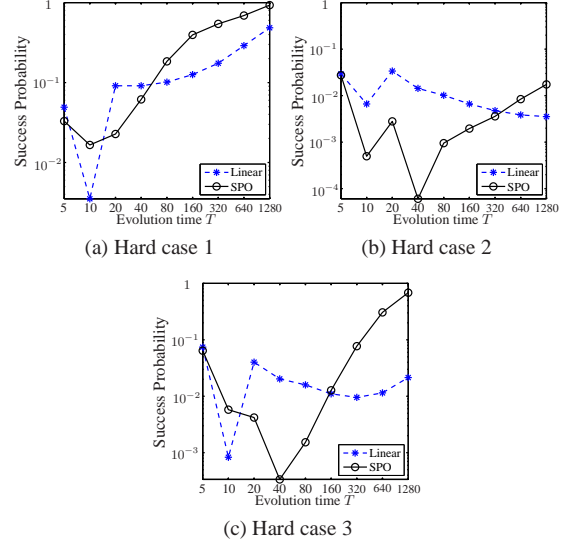 1
10⁻¹
10⁻²
Success Probability
Linear
SPO
5 10 20 40 80 160 320 640 1280
Evolution time T
(a) Hard case 1
1
10⁻¹
10⁻²
10⁻³
10⁻⁴
Success Probability
Linear
SPO
5 10 20 40 80 160 320 640 1280
Evolution time T
(b) Hard case 2
1
10⁻¹
10⁻²
10⁻³
Success Probability
Linear
SPO
5 10 20 40 80 160 320 640 1280
Evolution time T
(c) Hard case 3